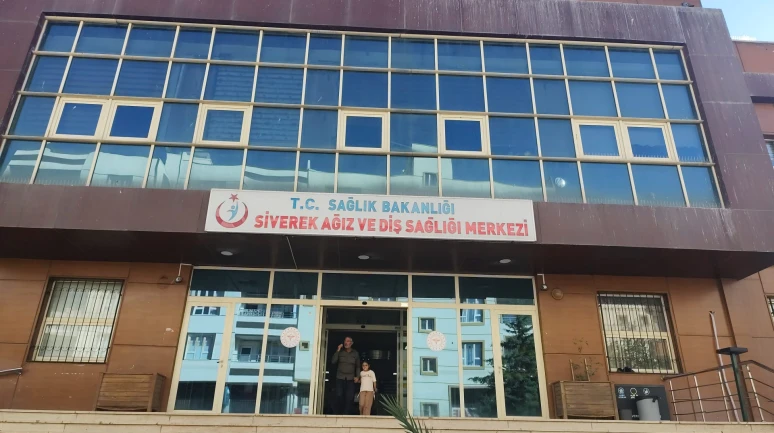 T.C. SAĞLIK BAKANLIĞI
SİVEREK AĞIZ VE DİŞ SAĞLIĞI MERKEZİ